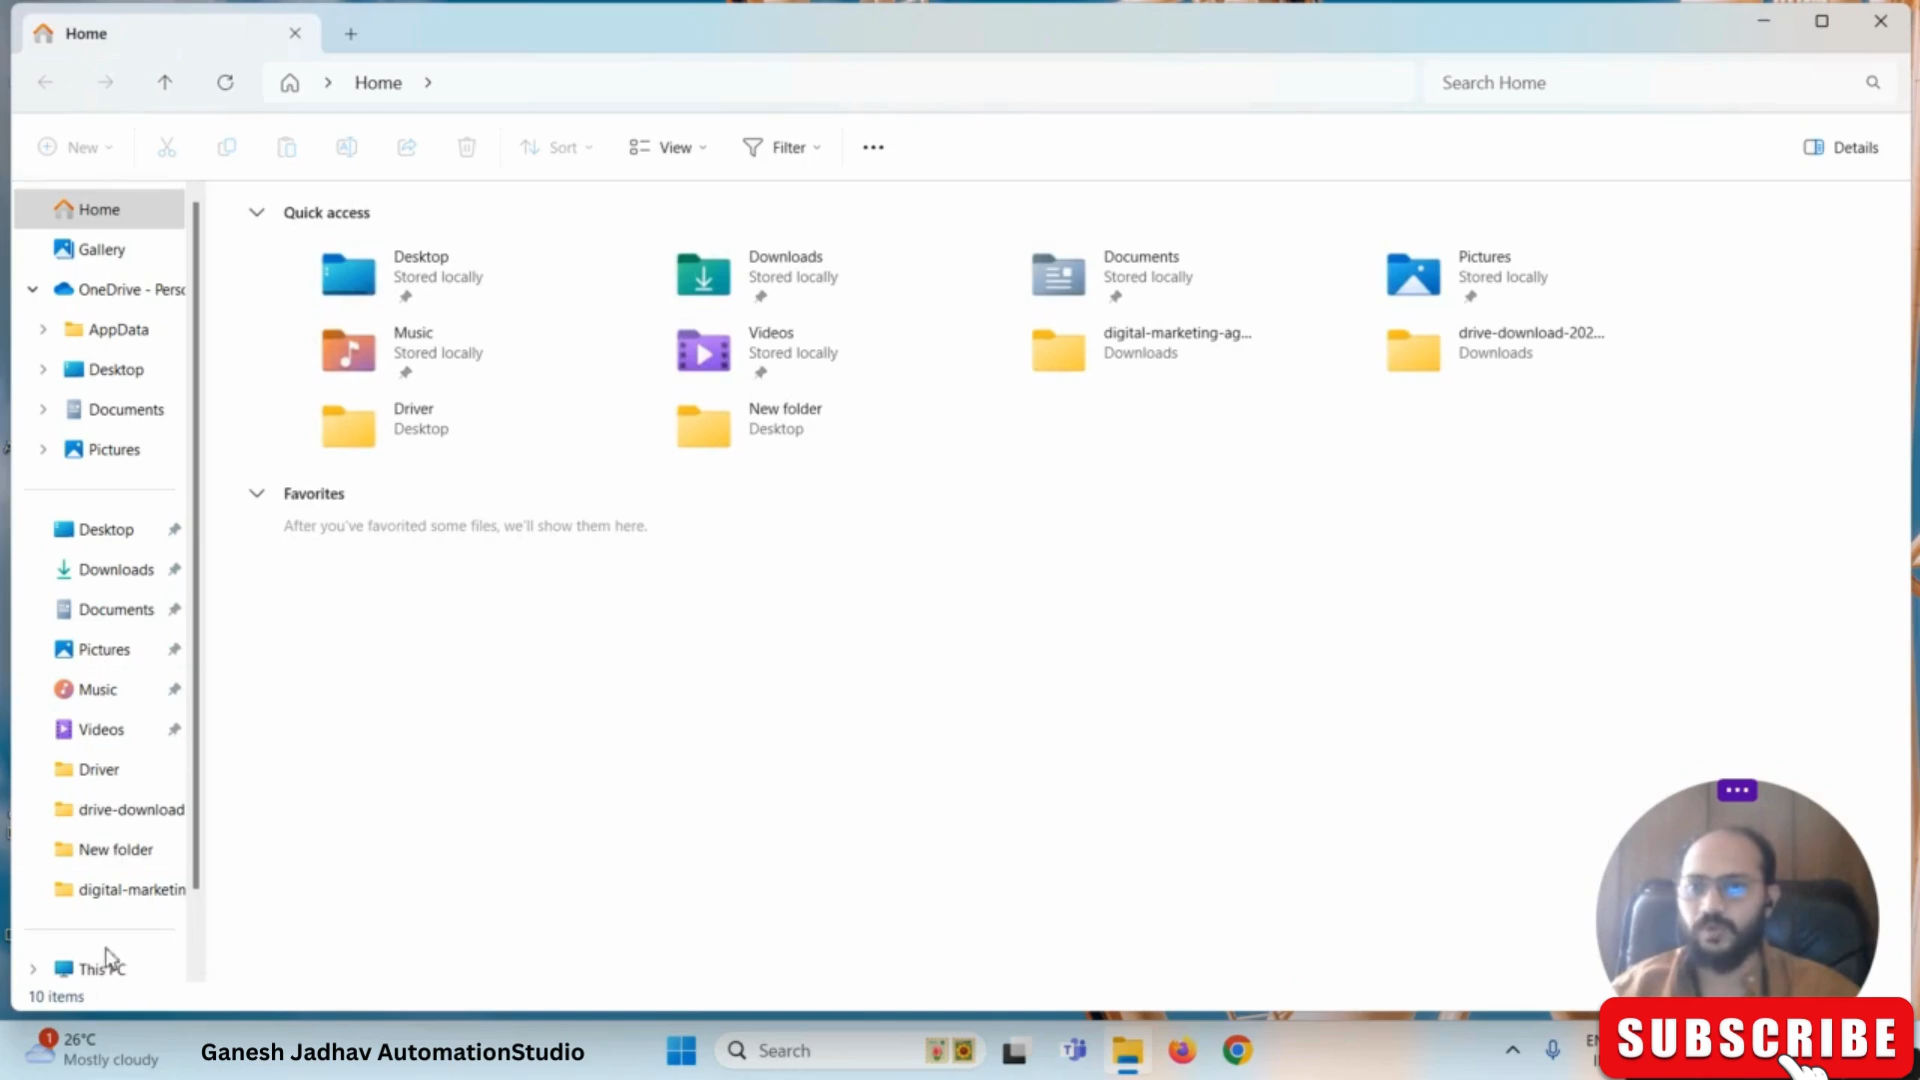 Home
Home
Search Home
New
Sort
View
Filter
Details
Home
Gallery
OneDrive - Perso
AppData
Desktop
Documents
Pictures
Desktop
Downloads
Documents
Pictures
Music
Videos
Driver
drive-download
New folder
digital-marketin
This PC
10 items
Quick access
Desktop
Stored locally
Downloads
Stored locally
Documents
Stored locally
Pictures
Stored locally
Music
Stored locally
Videos
Stored locally
digital-marketing-ag...
Downloads
drive-download-202...
Downloads
Driver
Desktop
New folder
Desktop
Favorites
After you've favorited some files, we'll show them here.
1
26°C
Mostly cloudy
Ganesh Jadhav AutomationStudio
Search
SUBSCRIBE